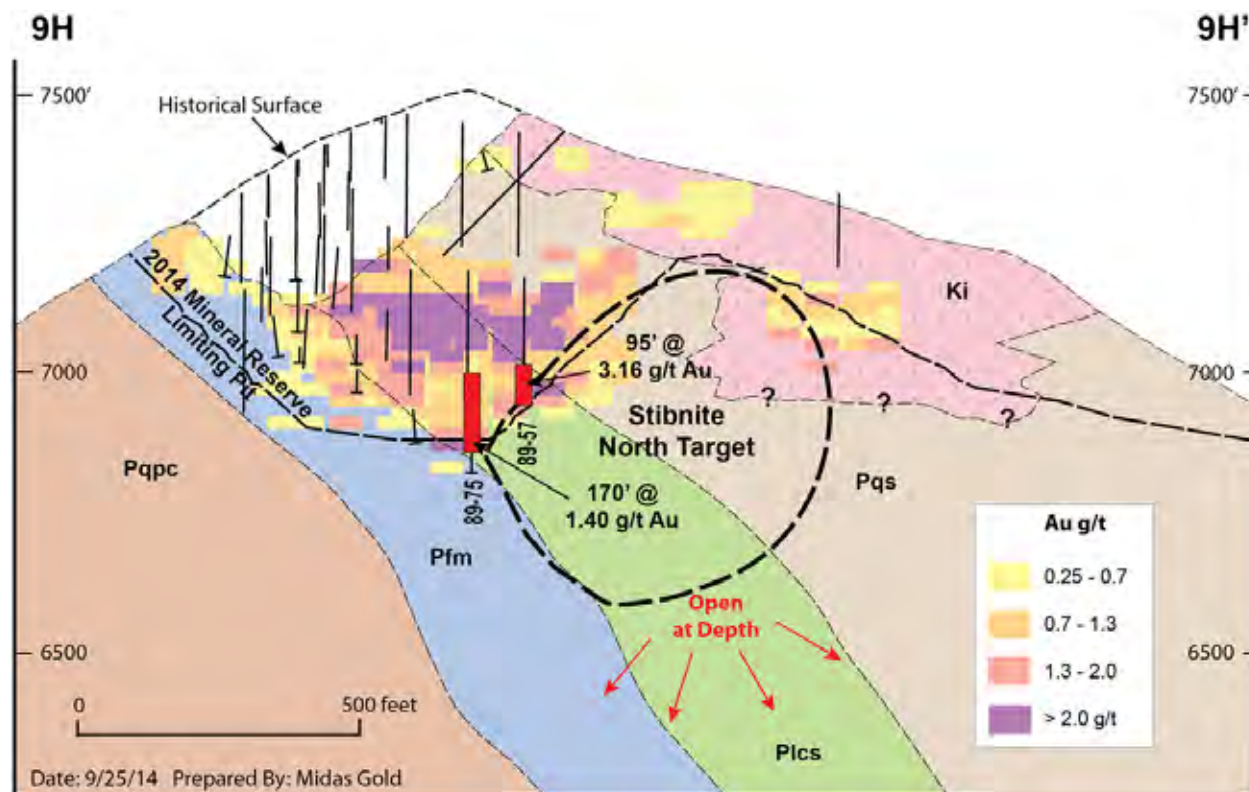 9H
9H'
7500'
7500'
Historical Surface
2014 Mineral Reserve
Limiting Pit
Ki
7000
7000
95' @
3.16 g/t Au
Stibnite
North Target
?
?
?
89-57
89-75
170' @
1.40 g/t Au
Pqpc
Pqs
Pfm
Au g/t
0.25 - 0.7
0.7 - 1.3
1.3 - 2.0
> 2.0 g/t
Open
at Depth
6500
6500
0
500 feet
Plcs
Date: 9/25/14 Prepared By: Midas Gold